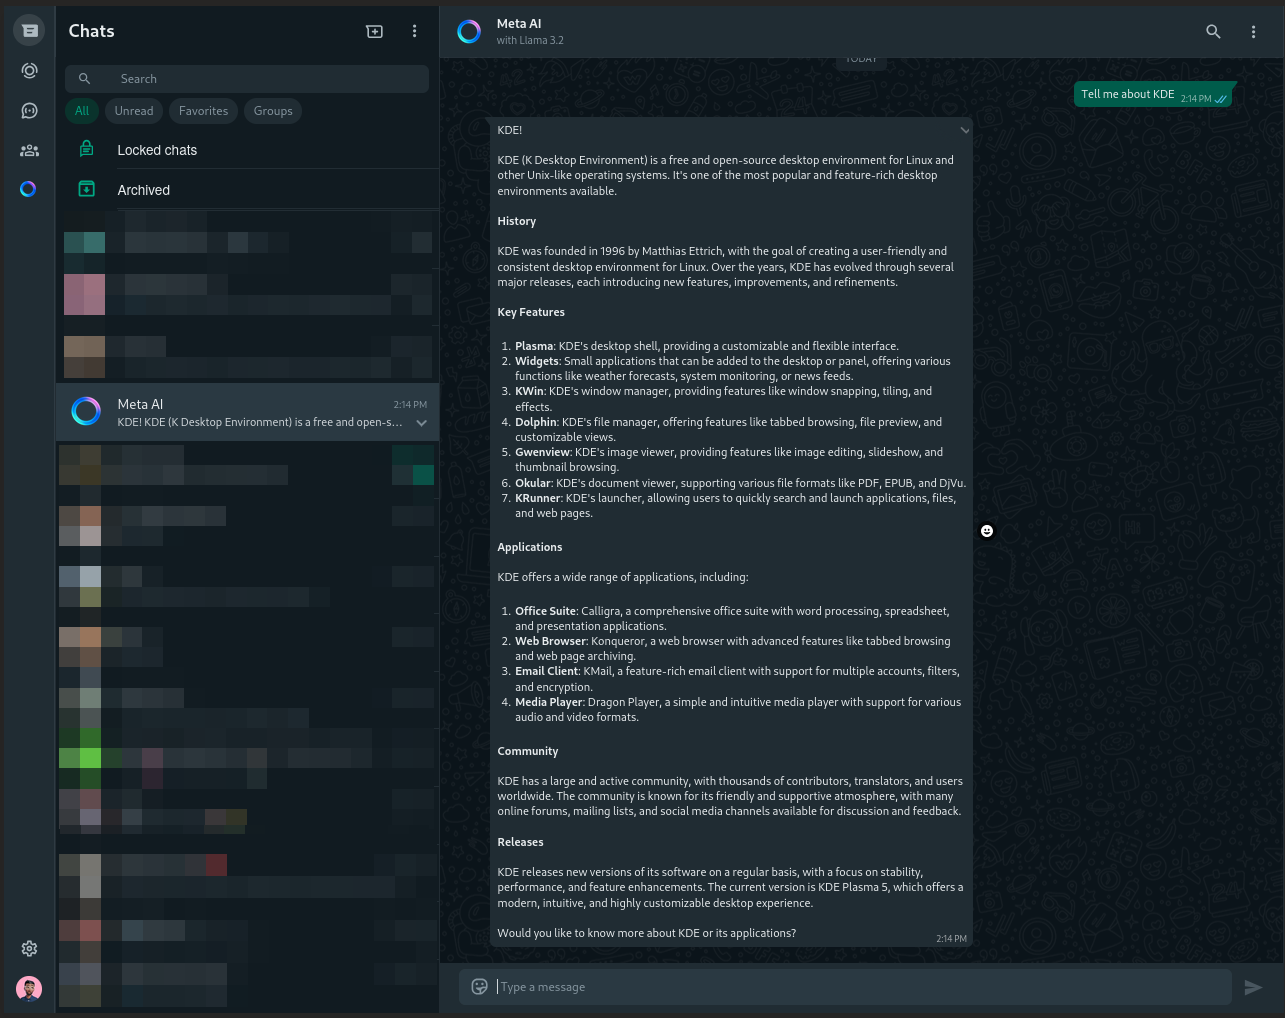 Chats
Search
All
Unread
Favorites
Groups
Locked chats
Archived
Meta AI
2:14 PM
KDE! KDE (K Desktop Environment) is a free and open-s...
Meta AI
with Llama 3.2
TODAY
Tell me about KDE 2:14 PM
KDE!
KDE (K Desktop Environment) is a free and open-source desktop environment for Linux and
other Unix-like operating systems. It's one of the most popular and feature-rich desktop
environments available.
History
KDE was founded in 1996 by Matthias Ettrich, with the goal of creating a user-friendly and
consistent desktop environment for Linux. Over the years, KDE has evolved through several
major releases, each introducing new features, improvements, and refinements.
Key Features
1. Plasma: KDE's desktop shell, providing a customizable and flexible interface.
2. Widgets: Small applications that can be added to the desktop or panel, offering various
functions like weather forecasts, system monitoring, or news feeds.
3. KWin: KDE's window manager, providing features like window snapping, tiling, and
effects.
4. Dolphin: KDE's file manager, offering features like tabbed browsing, file preview, and
customizable views.
5. Gwenview: KDE's image viewer, providing features like image editing, slideshow, and
thumbnail browsing.
6. Okular: KDE's document viewer, supporting various file formats like PDF, EPUB, and DjVu.
7. KRunner: KDE's launcher, allowing users to quickly search and launch applications, files,
and web pages.
Applications
KDE offers a wide range of applications, including:
1. Office Suite: Calligra, a comprehensive office suite with word processing, spreadsheet,
and presentation applications.
2. Web Browser: Konqueror, a web browser with advanced features like tabbed browsing
and web page archiving.
3. Email Client: KMail, a feature-rich email client with support for multiple accounts, filters,
and encryption.
4. Media Player: Dragon Player, a simple and intuitive media player with support for various
audio and video formats.
Community
KDE has a large and active community, with thousands of contributors, translators, and users
worldwide. The community is known for its friendly and supportive atmosphere, with many
online forums, mailing lists, and social media channels available for discussion and feedback.
Releases
KDE releases new versions of its software on a regular basis, with a focus on stability,
performance, and feature enhancements. The current version is KDE Plasma 5, which offers a
modern, intuitive, and highly customizable desktop experience.
Would you like to know more about KDE or its applications?
2:14 PM
Type a message